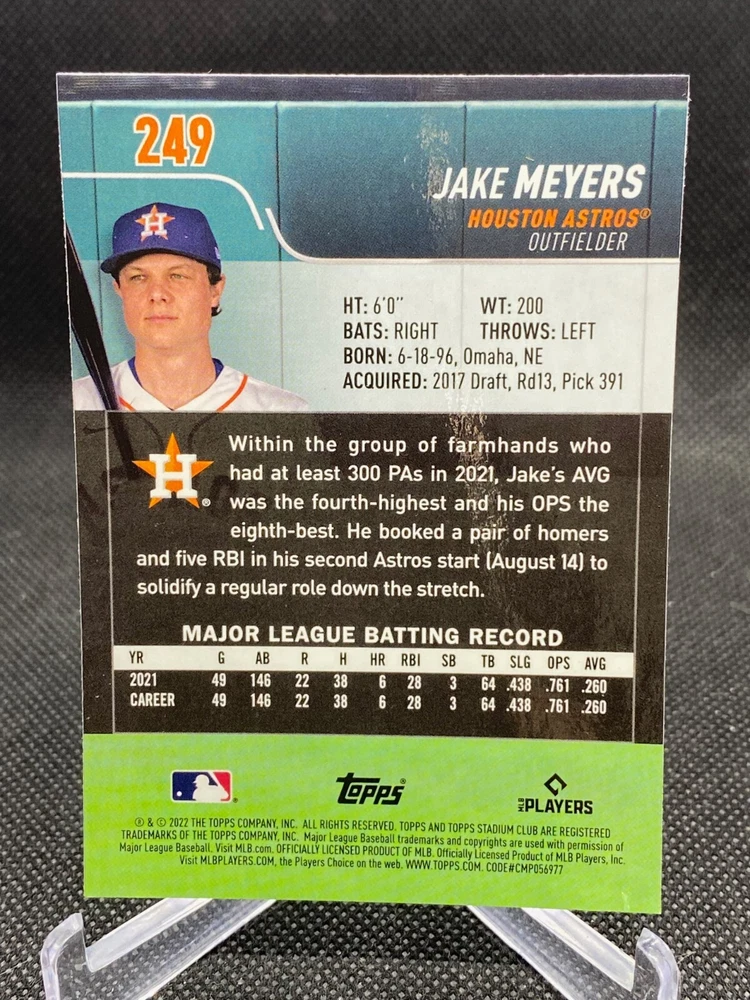 249
JAKE MEYERS
HOUSTON ASTROS®
OUTFIELDER
H
HT: 6'0" WT: 200
BATS: RIGHT THROWS: LEFT
BORN: 6-18-96, Omaha, NE
ACQUIRED: 2017 Draft, Rd13, Pick 391
H®
Within the group of farmhands who
had at least 300 PAs in 2021, Jake's AVG
was the fourth-highest and his OPS the
eighth-best. He booked a pair of homers
and five RBI in his second Astros start (August 14) to
solidify a regular role down the stretch.
MAJOR LEAGUE BATTING RECORD
YR G AB R H HR RBI SB TB SLG OPS AVG
2021 49 146 22 38 6 28 3 64 .438 .761 .260
CAREER 49 146 22 38 6 28 3 64 .438 .761 .260
Topps®
MLB PLAYERS
® & © 2022 THE TOPPS COMPANY, INC. ALL RIGHTS RESERVED. TOPPS AND TOPPS STADIUM CLUB ARE REGISTERED
TRADEMARKS OF THE TOPPS COMPANY, INC. Major League Baseball trademarks and copyrights are used with permission of
Major League Baseball. Visit MLB.com. OFFICIALLY LICENSED PRODUCT OF MLB. Officially Licensed Product of MLB Players, Inc.
Visit MLBPLAYERS.COM, the Players Choice on the web. WWW.TOPPS.COM. CODE#CMP056977